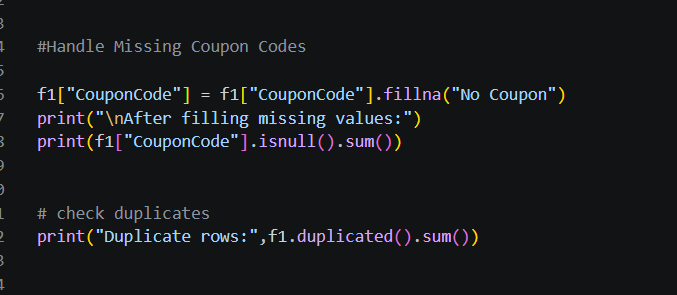 #Handle Missing Coupon Codes
f1["CouponCode"] = f1["CouponCode"].fillna("No Coupon")
print("\nAfter filling missing values:")
print(f1["CouponCode"].isnull().sum())
# check duplicates
print("Duplicate rows:",f1.duplicated().sum())